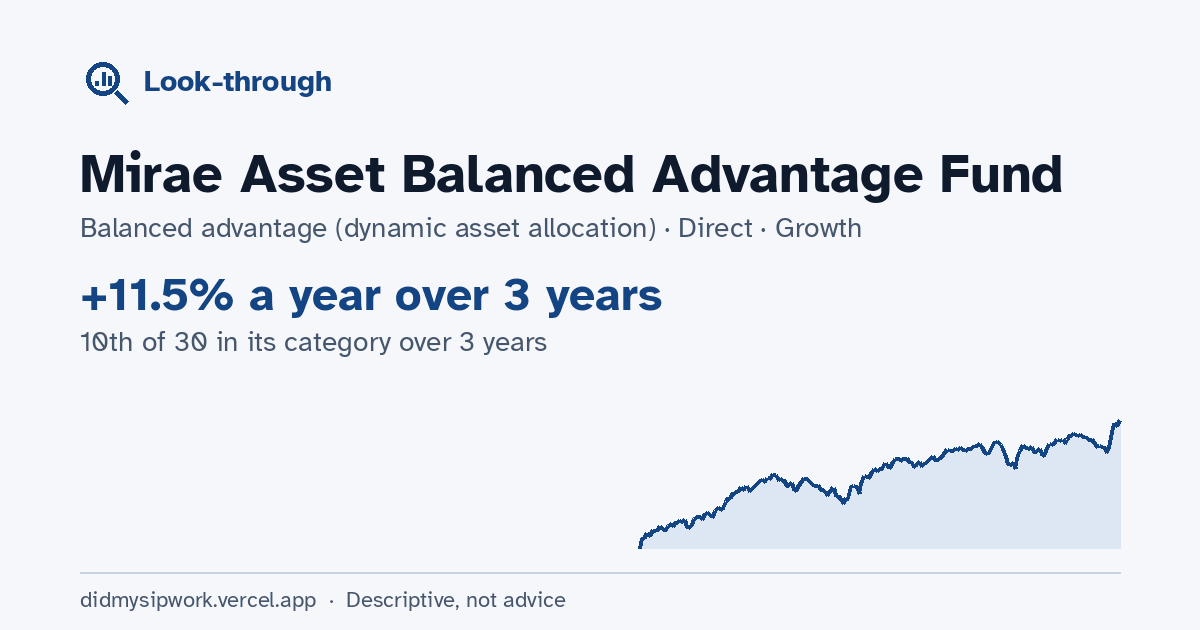 Look-through
Mirae Asset Balanced Advantage Fund
Balanced advantage (dynamic asset allocation) · Direct · Growth
+11.5% a year over 3 years
10th of 30 in its category over 3 years
didmysipwork.vercel.app · Descriptive, not advice